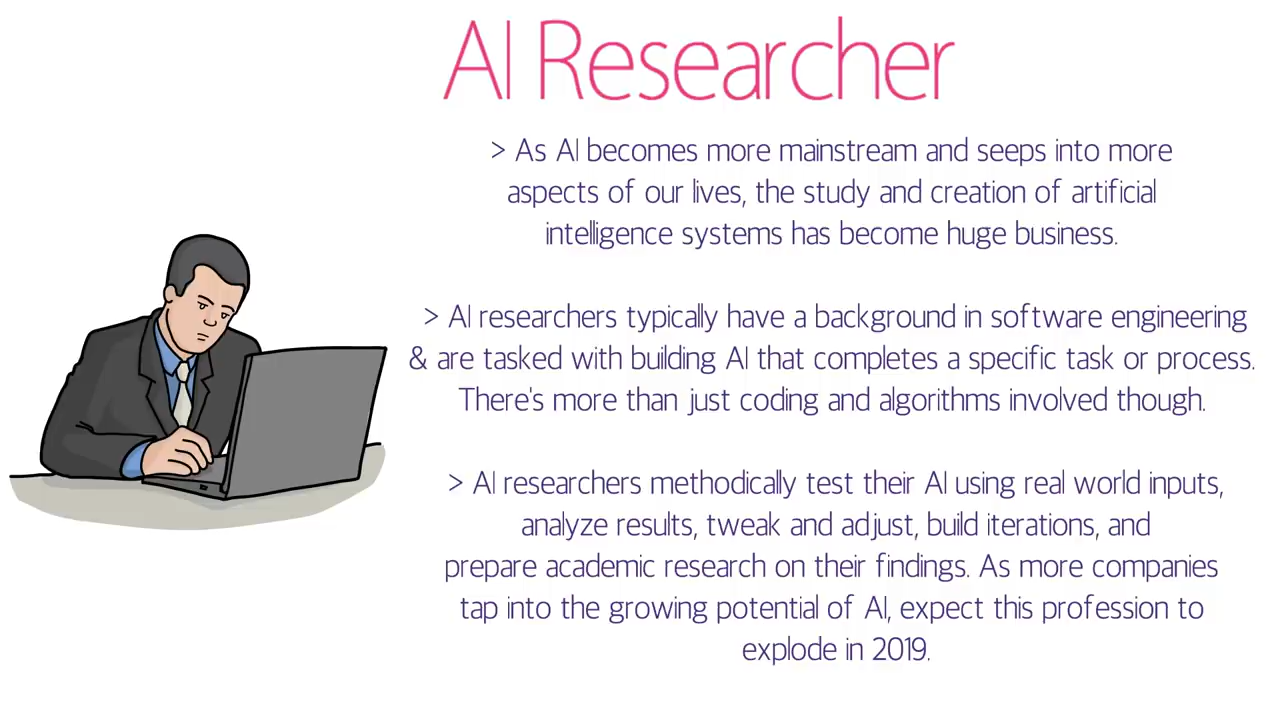 AI Researcher
> As AI becomes more mainstream and seeps into more
aspects of our lives, the study and creation of artificial
intelligence systems has become huge business.
> AI researchers typically have a background in software engineering
& are tasked with building AI that completes a specific task or process.
There's more than just coding and algorithms involved though.
> AI researchers methodically test their AI using real world inputs,
analyze results, tweak and adjust, build iterations, and
prepare academic research on their findings. As more companies
tap into the growing potential of AI, expect this profession to
explode in 2019.